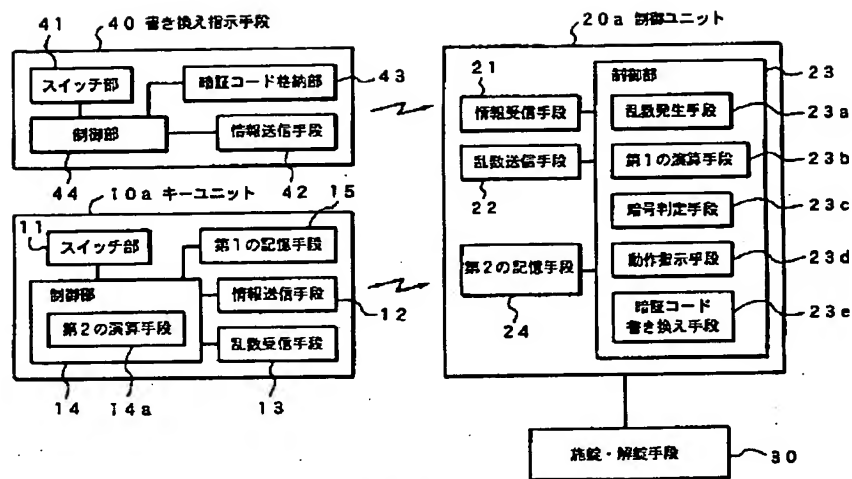 40 書き換え指示手段
41
スイッチ部
暗証コード格納部
43
制御部
情報送信手段
44
42
10a キーユニット
15
11
スイッチ部
第1の記憶手段
制御部
第2の演算手段
情報送信手段
12
乱数受信手段
14
14a
13
20a 制御ユニット
21
情報受信手段
乱数送信手段
22
第2の記憶手段
24
制御部
23
乱数発生手段
23a
第1の演算手段
23b
暗号判定手段
23c
動作指示手段
23d
暗証コード
書き換え手段
23e
施錠・解錠手段
30